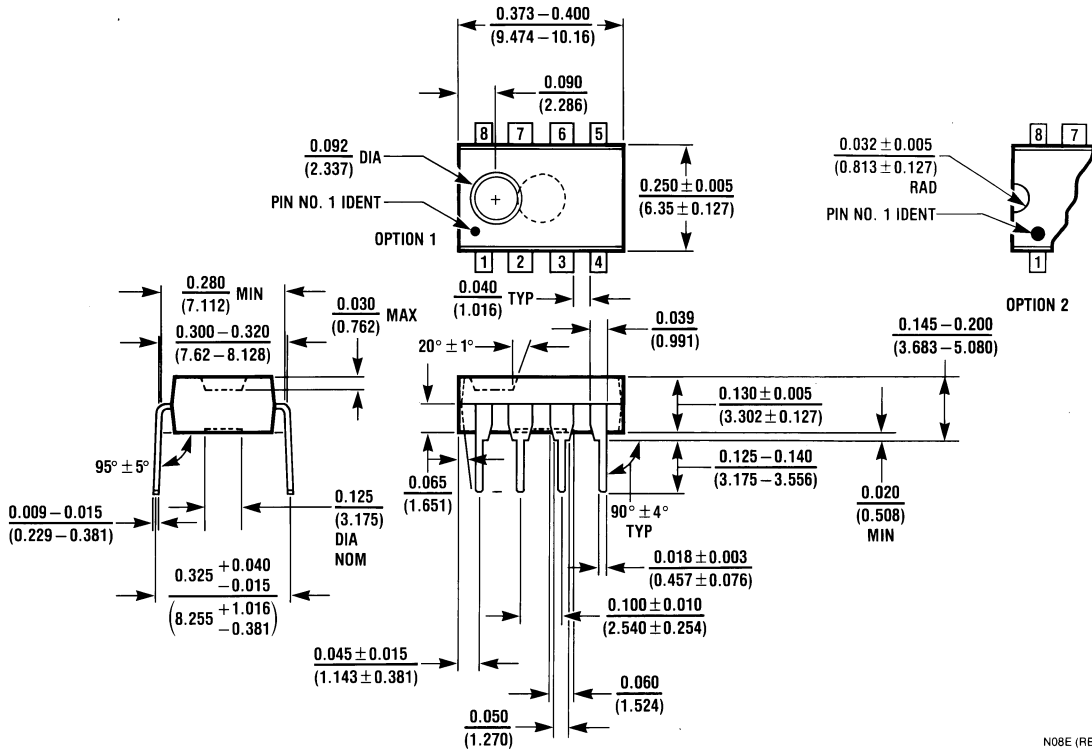 0.373 – 0.400
(9.474 – 10.16)
0.090
(2.286)
8 7 6 5
0.092
(2.337)
DIA
PIN NO. 1 IDENT
OPTION 1
0.250 ± 0.005
(6.35 ± 0.127)
1 2 3 4
8 7
0.032 ± 0.005
(0.813 ± 0.127)
RAD
PIN NO. 1 IDENT
1
OPTION 2
0.280
(7.112)
MIN
0.300 – 0.320
(7.62 – 8.128)
0.030
(0.762)
MAX
0.040
(1.016)
TYP
0.039
(0.991)
0.145 – 0.200
(3.683 – 5.080)
20° ± 1°
0.130 ± 0.005
(3.302 ± 0.127)
95° ± 5°
0.065
(1.651)
0.125 – 0.140
(3.175 – 3.556)
90° ± 4°
TYP
0.020
(0.508)
MIN
0.009 – 0.015
(0.229 – 0.381)
0.125
(3.175)
DIA
NOM
0.018 ± 0.003
(0.457 ± 0.076)
0.325 +0.040 −0.015
(8.255 +1.016 −0.381)
0.100 ± 0.010
(2.540 ± 0.254)
0.045 ± 0.015
(1.143 ± 0.381)
0.060
(1.524)
0.050
(1.270)
N08E (RE